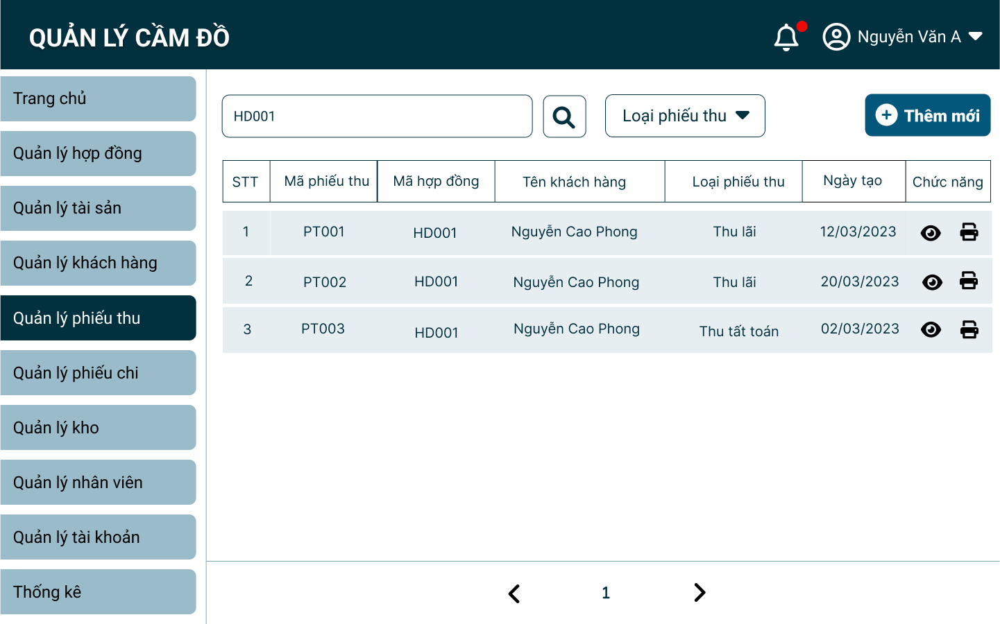 QUẢN LÝ CẦM ĐỒ
Nguyễn Văn A
Trang chủ
Quản lý hợp đồng
Quản lý tài sản
Quản lý khách hàng
Quản lý phiếu thu
Quản lý phiếu chi
Quản lý kho
Quản lý nhân viên
Quản lý tài khoản
Thống kê
HD001
Loại phiếu thu
Thêm mới
STT Mã phiếu thu Mã hợp đồng Tên khách hàng Loại phiếu thu Ngày tạo Chức năng
1 PT001 HD001 Nguyễn Cao Phong Thu lãi 12/03/2023
2 PT002 HD001 Nguyễn Cao Phong Thu lãi 20/03/2023
3 PT003 HD001 Nguyễn Cao Phong Thu tất toán 02/03/2023
1